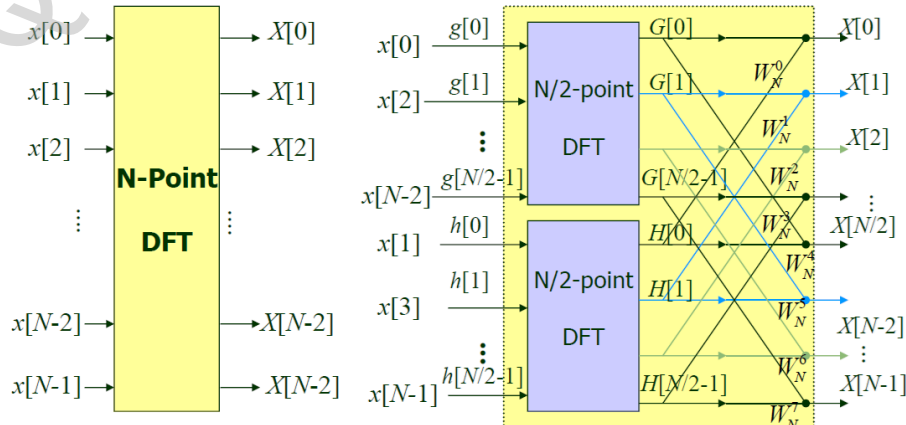 x[0] X[0]
x[1] X[1]
x[2] X[2]
N-Point
DFT
⋮ ⋮
x[N-2] X[N-2]
x[N-1] X[N-2]
x[0] g[0] G[0] X[0]
x[2] g[1] G[1] X[1]
N/2-point
DFT
⋮ X[2]
x[N-2] g[N/2-1] G[N/2-1] ⋮
x[1] h[0] H[0] X[N/2]
x[3] h[1] H[1]
N/2-point
DFT
⋮ X[N-2]
⋮
x[N-1] h[N/2-1] H[N/2-1] X[N-1]
W_N^0
W_N^1
W_N^2
W_N^3
W_N^4
W_N^5
W_N^6
W_N^7